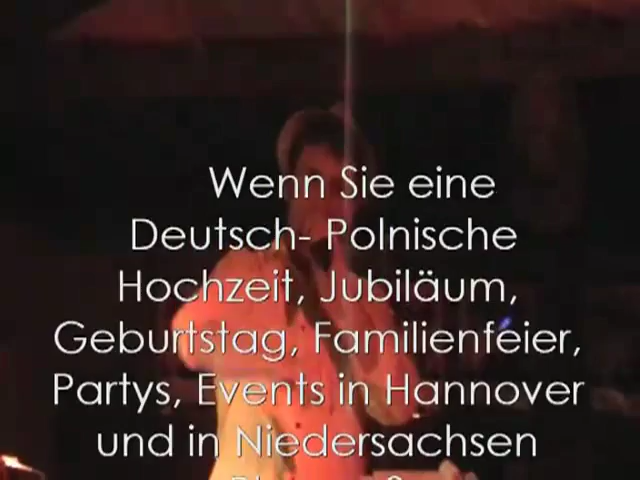 Wenn Sie eine
Deutsch- Polnische
Hochzeit, Jubiläum,
Geburtstag, Familienfeier,
Partys, Events in Hannover
und in Niedersachsen